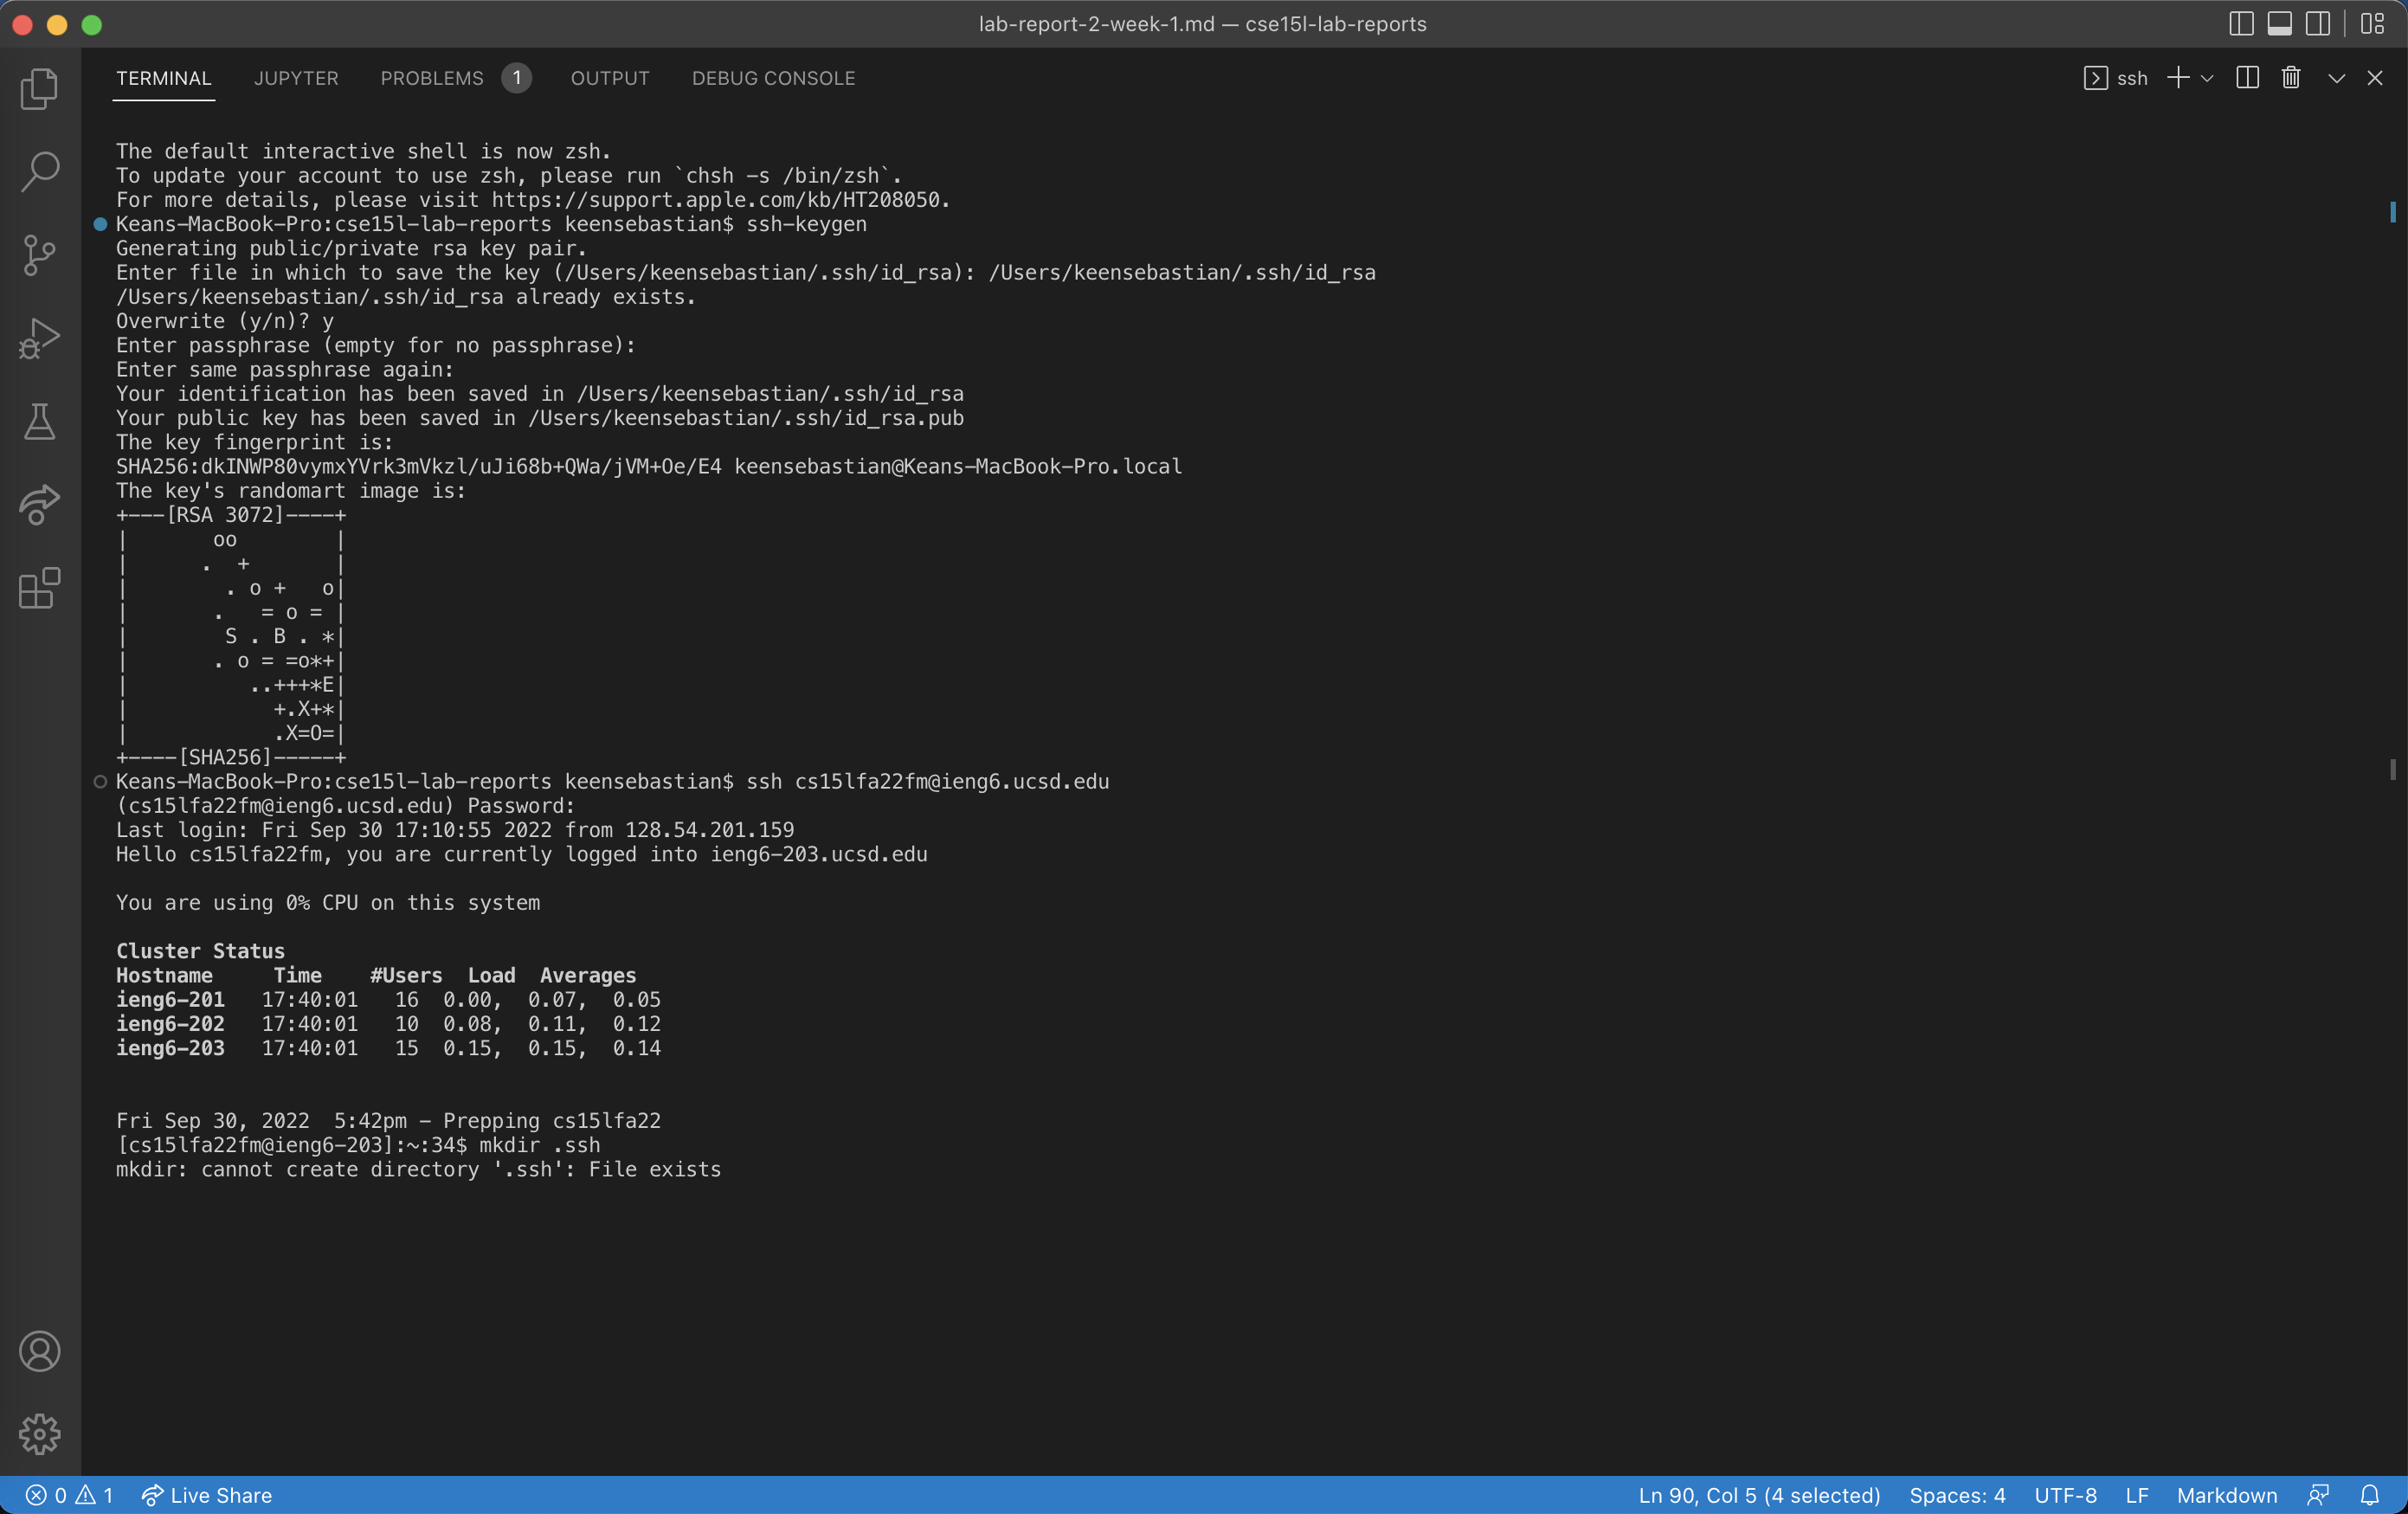 lab-report-2-week-1.md — cse15l-lab-reports
TERMINAL JUPYTER PROBLEMS 1 OUTPUT DEBUG CONSOLE ssh
The default interactive shell is now zsh.
To update your account to use zsh, please run `chsh -s /bin/zsh`.
For more details, please visit https://support.apple.com/kb/HT208050.
Keans-MacBook-Pro:cse15l-lab-reports keensebastian$ ssh-keygen
Generating public/private rsa key pair.
Enter file in which to save the key (/Users/keensebastian/.ssh/id_rsa): /Users/keensebastian/.ssh/id_rsa
/Users/keensebastian/.ssh/id_rsa already exists.
Overwrite (y/n)? y
Enter passphrase (empty for no passphrase):
Enter same passphrase again:
Your identification has been saved in /Users/keensebastian/.ssh/id_rsa
Your public key has been saved in /Users/keensebastian/.ssh/id_rsa.pub
The key fingerprint is:
SHA256:dkINWP80vymxYVrk3mVkzl/uJi68b+QWa/jVM+Oe/E4 keensebastian@Keans-MacBook-Pro.local
The key's randomart image is:
+---[RSA 3072]----+
|       oo        |
|      .  +       |
|        . o +   o|
|       .   = o = |
|        S . B . *|
|       . o = =o*+|
|          ..+++*E|
|            +.X+*|
|            .X=O=|
+----[SHA256]-----+
Keans-MacBook-Pro:cse15l-lab-reports keensebastian$ ssh cs15lfa22fm@ieng6.ucsd.edu
(cs15lfa22fm@ieng6.ucsd.edu) Password:
Last login: Fri Sep 30 17:10:55 2022 from 128.54.201.159
Hello cs15lfa22fm, you are currently logged into ieng6-203.ucsd.edu
You are using 0% CPU on this system
Cluster Status
Hostname     Time    #Users  Load  Averages
ieng6-201   17:40:01   16  0.00,  0.07,  0.05
ieng6-202   17:40:01   10  0.08,  0.11,  0.12
ieng6-203   17:40:01   15  0.15,  0.15,  0.14
Fri Sep 30, 2022  5:42pm - Prepping cs15lfa22
[cs15lfa22fm@ieng6-203]:~:34$ mkdir .ssh
mkdir: cannot create directory '.ssh': File exists
0 1 Live Share Ln 90, Col 5 (4 selected) Spaces: 4 UTF-8 LF Markdown